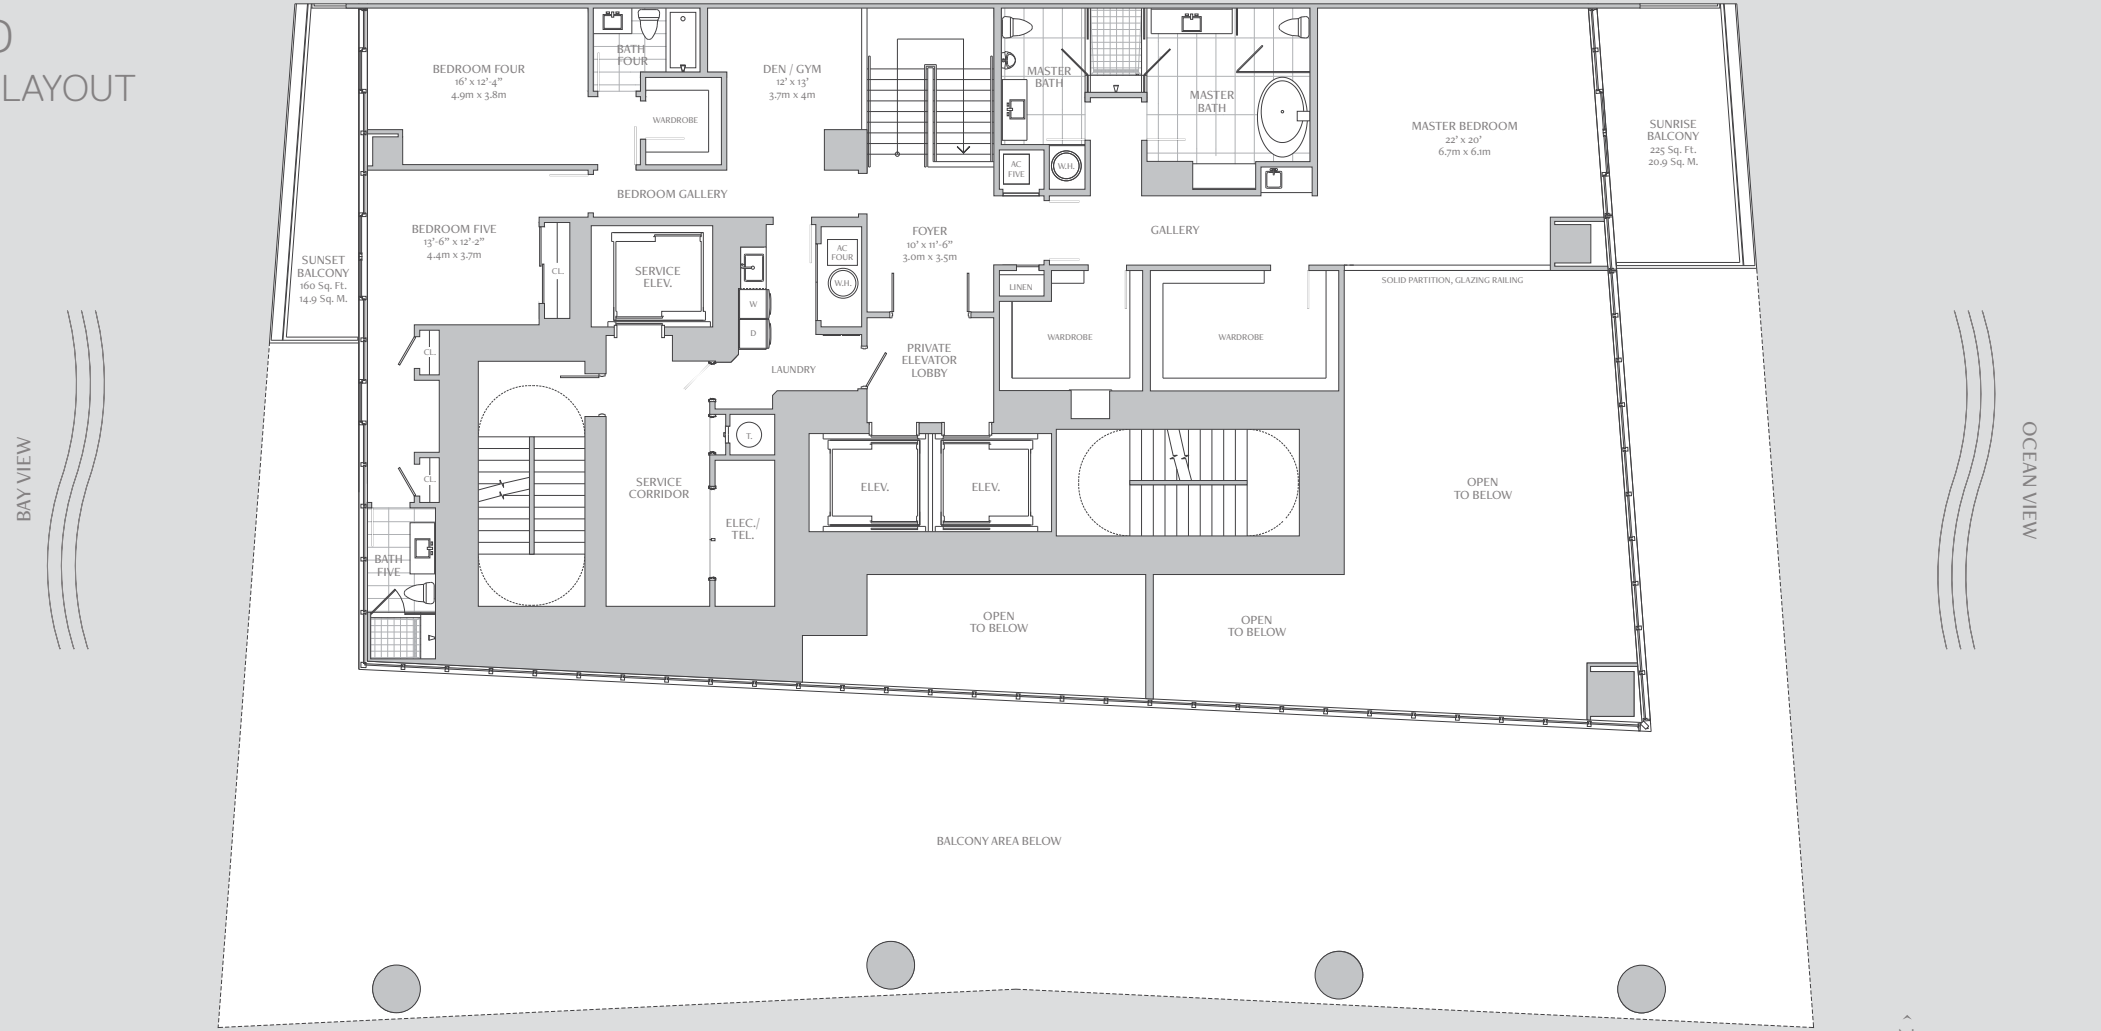 LAYOUT
BEDROOM FOUR
16' x 12'-4"
4.9m x 3.8m
BATH
FOUR
WARDROBE
DEN / GYM
12' x 13'
3.7m x 4m
MASTER
BATH
MASTER
BATH
MASTER BEDROOM
22' x 20'
6.7m x 6.1m
SUNRISE
BALCONY
225 Sq. Ft.
20.9 Sq. M.
AC
FIVE
W.H.
BEDROOM GALLERY
BEDROOM FIVE
13'-6" x 12'-2"
4.4m x 3.7m
SUNSET
BALCONY
160 Sq. Ft.
14.9 Sq. M.
CL.
SERVICE
ELEV.
W
D
AC
FOUR
W.H.
FOYER
10' x 11'-6"
3.0m x 3.5m
GALLERY
LINEN
SOLID PARTITION, GLAZING RAILING
WARDROBE
WARDROBE
CL.
LAUNDRY
PRIVATE
ELEVATOR
LOBBY
T.
CL.
SERVICE
CORRIDOR
ELEC./
TEL.
ELEV.
ELEV.
OPEN
TO BELOW
BAY VIEW
OCEAN VIEW
BATH
FIVE
OPEN
TO BELOW
OPEN
TO BELOW
BALCONY AREA BELOW